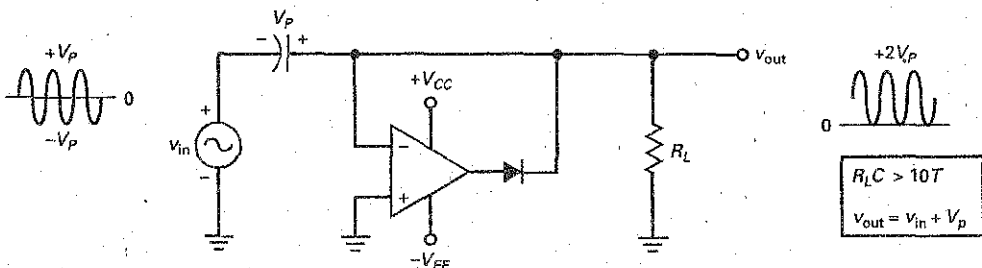 +V_P
0
−V_P
v_in
+
−
−
V_P
+
+V_CC
−
+
−V_EE
R_L
v_out
+2V_P
0
R_LC > 10T
v_out = v_in + V_p